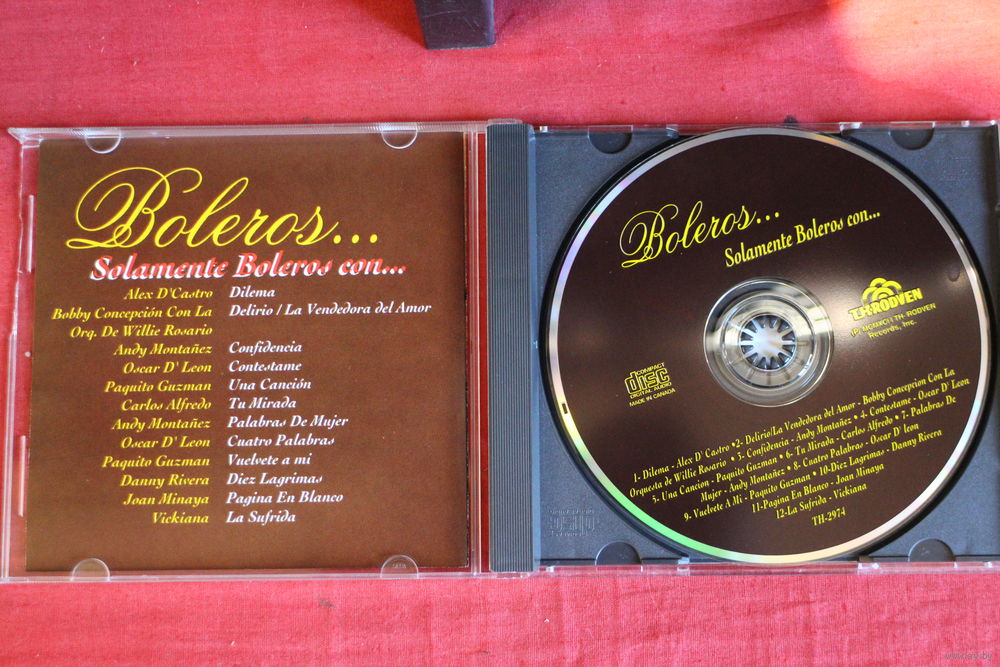 Boleros...
Solamente Boleros con...
Alex D'Castro Dilema
Bobby Concepción Con La Delirio / La Vendedora del Amor
Orq. De Willie Rosario
Andy Montañez Confidencia
Oscar D' Leon Contestame
Paquito Guzman Una Canción
Carlos Alfredo Tu Mirada
Andy Montañez Palabras De Mujer
Oscar D' Leon Cuatro Palabras
Paquito Guzman Vuelvete a mi
Danny Rivera Diez Lagrimas
Joan Minaya Pagina En Blanco
Vickiana La Sufrida
Boleros...
Solamente Boleros con...
T.H. RODVEN
(P) MCMXCII TH-RODVEN
Records, Inc.
COMPACT
disc
DIGITAL AUDIO
MADE IN CANADA
1- Dilema - Alex D' Castro • 2- Delirio/La Vendedora del Amor - Bobby Concepcion Con La
Orquesta de Willie Rosario • 3- Confidencia - Andy Montañez • 4- Contestame - Oscar D' Leon
5- Una Cancion - Paquito Guzman • 6- Tu Mirada - Carlos Alfredo • 7- Palabras De
Mujer - Andy Montañez • 8- Cuatro Palabras - Oscar D' leon
9- Vuelvete A Mi - Paquito Guzman • 10-Diez Lagrimas - Danny Rivera
11-Pagina En Blanco - Joan Minaya
12-La Sufrida - Vickiana
TH-2974